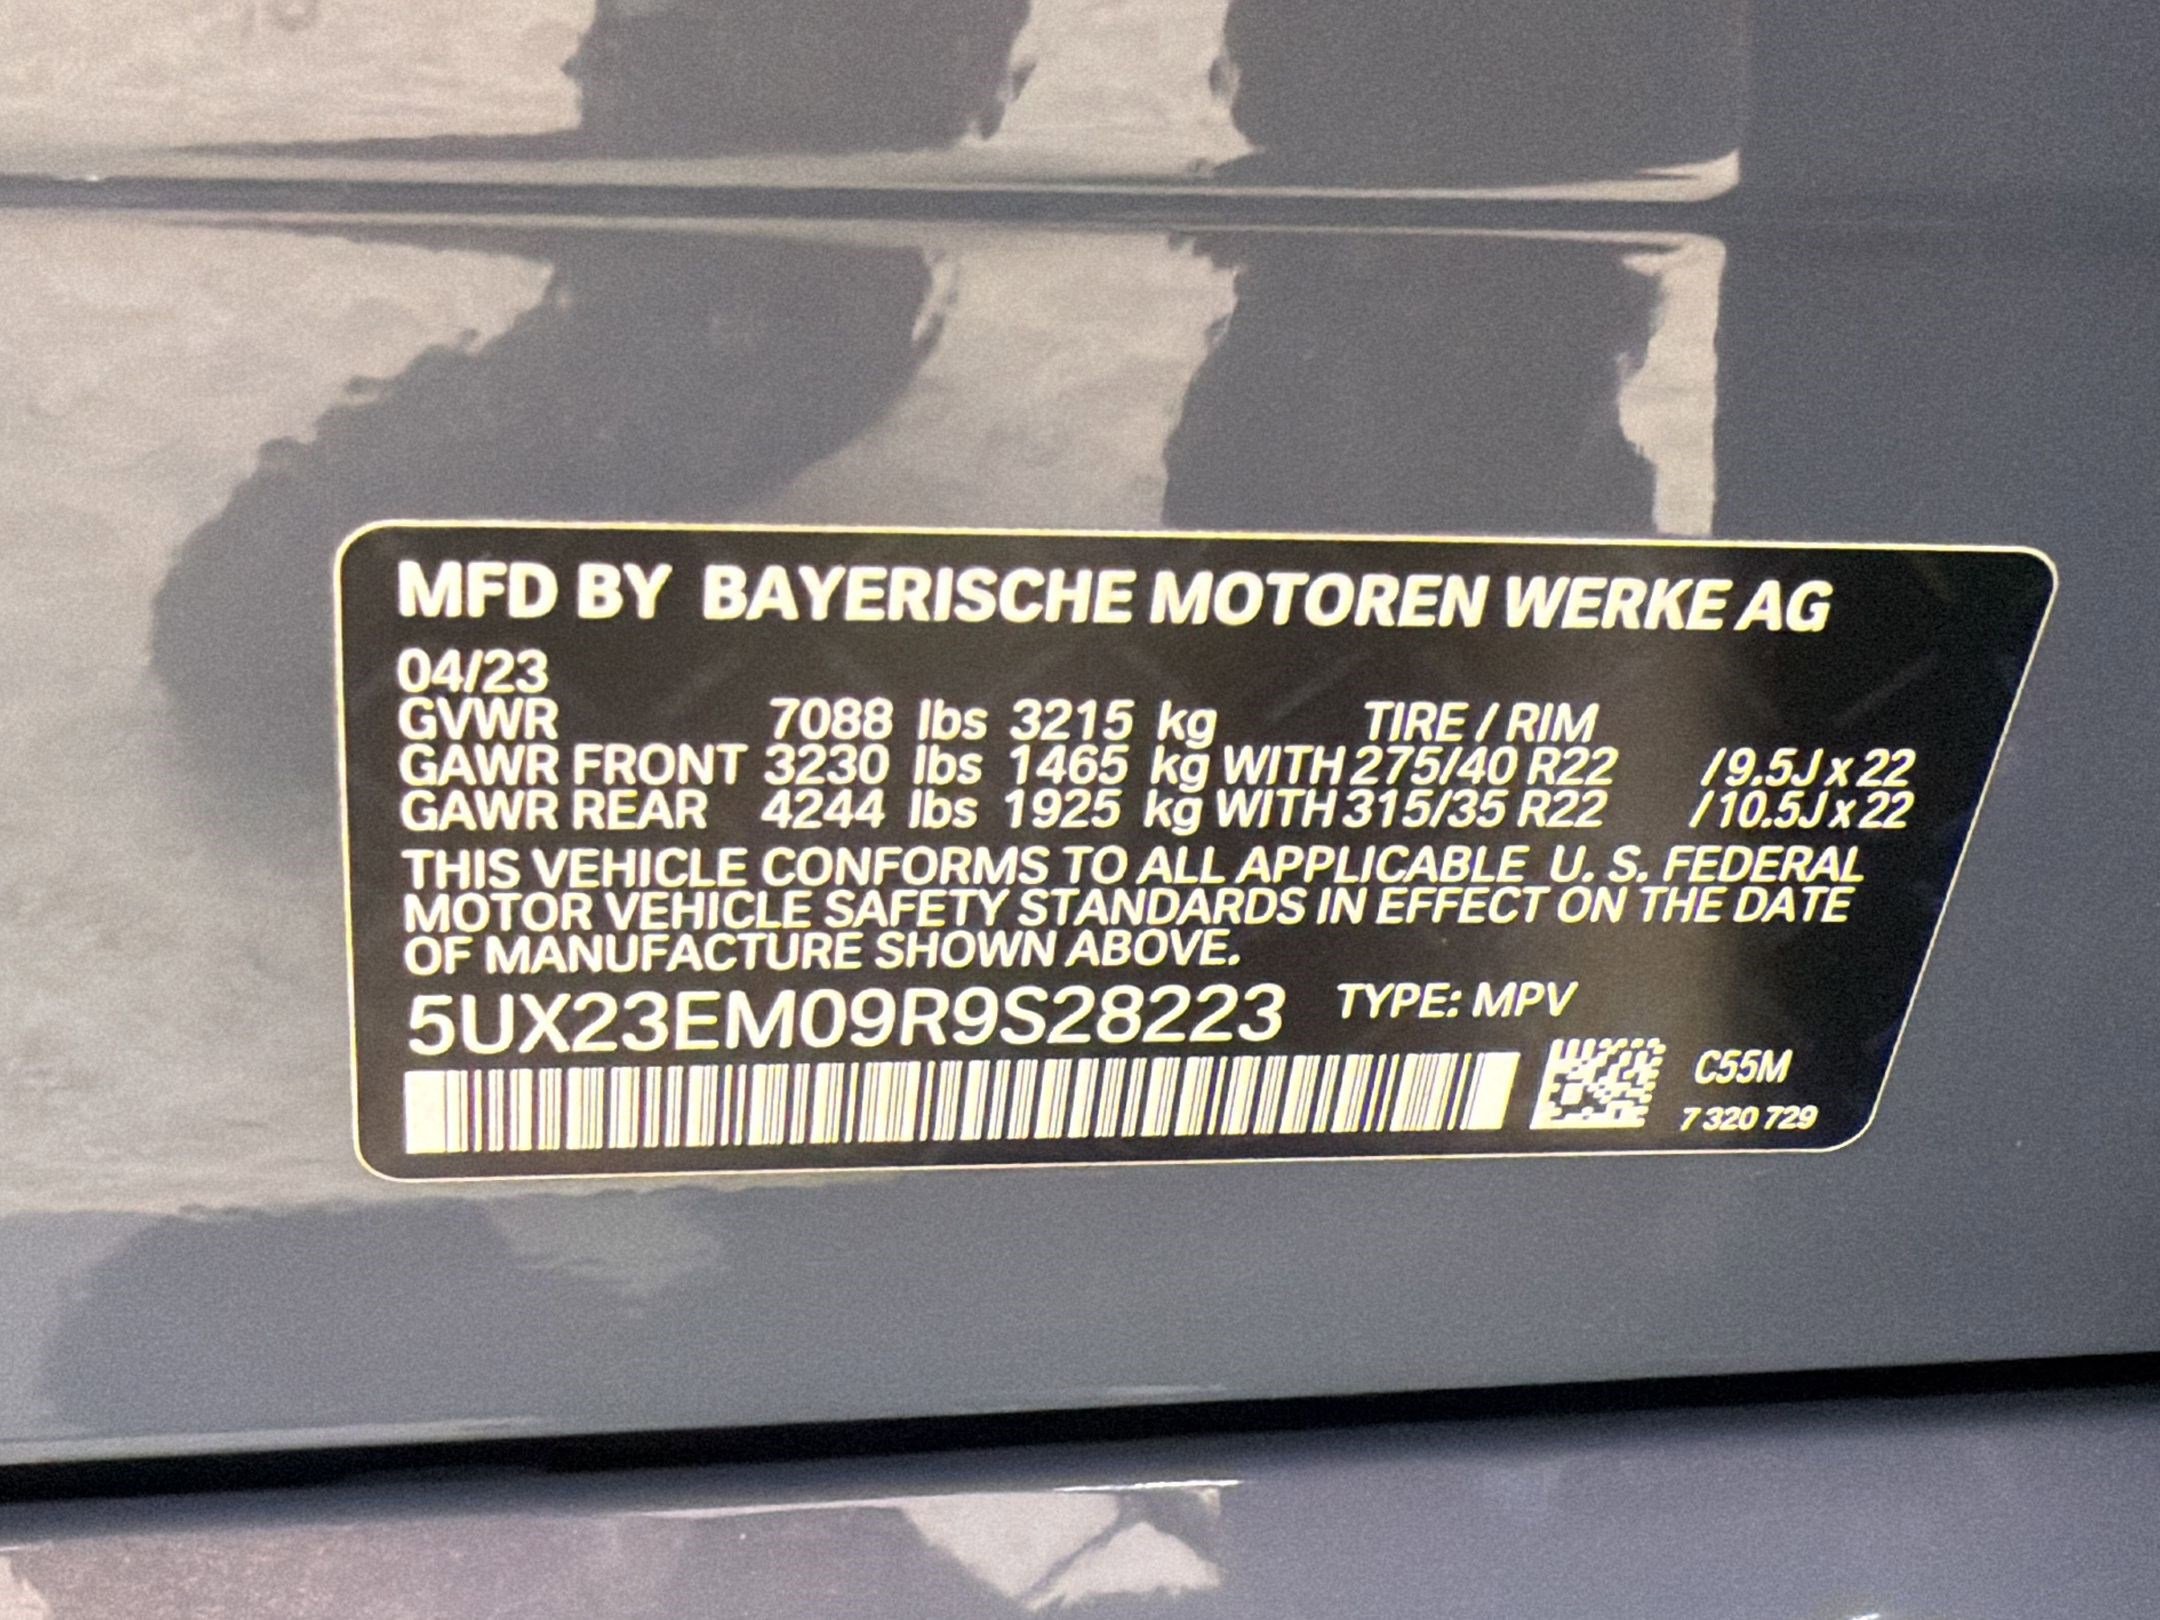 MFD BY BAYERISCHE MOTOREN WERKE AG
04/23
GVWR 7088 lbs 3215 kg TIRE / RIM
GAWR FRONT 3230 lbs 1465 kg WITH 275/40 R22 / 9.5J x 22
GAWR REAR 4244 lbs 1925 kg WITH 315/35 R22 / 10.5J x 22
THIS VEHICLE CONFORMS TO ALL APPLICABLE U. S. FEDERAL
MOTOR VEHICLE SAFETY STANDARDS IN EFFECT ON THE DATE
OF MANUFACTURE SHOWN ABOVE.
5UX23EM09R9S28223 TYPE: MPV
C55M
7 320 729